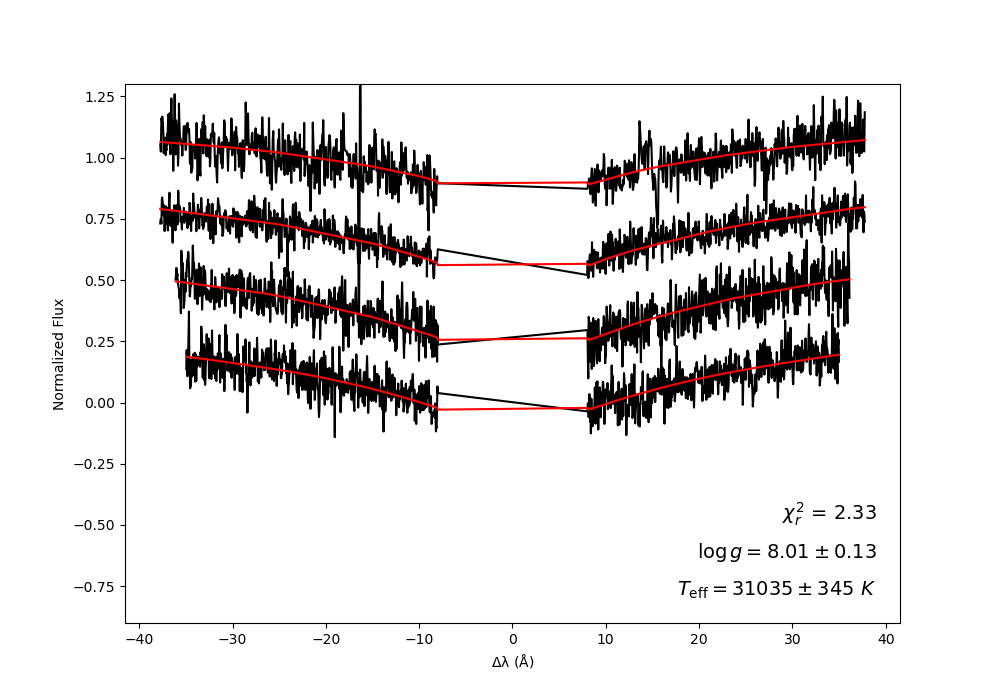 1.25
1.00
0.75
0.50
0.25
0.00
−0.25
−0.50
−0.75
Normalized Flux
χ²ᵣ = 2.33
log g = 8.01 ± 0.13
T_eff = 31035 ± 345 K
−40 −30 −20 −10 0 10 20 30 40
Δλ (Å)